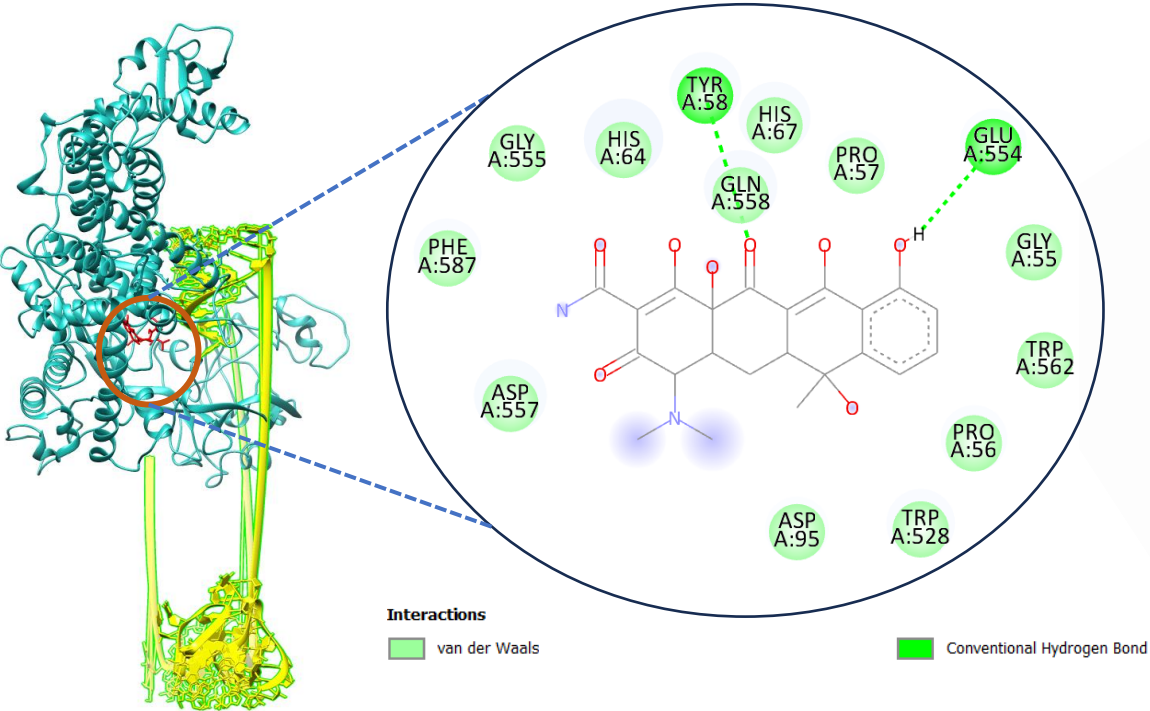 TYR
A:58
HIS
A:67
GLY
A:555
HIS
A:64
PRO
A:57
GLU
A:554
GLN
A:558
PHE
A:587
GLY
A:55
O
O
O
O
O
H
O
N
O
TRP
A:562
ASP
A:557
N
O
PRO
A:56
ASP
A:95
TRP
A:528
Interactions
van der Waals
Conventional Hydrogen Bond